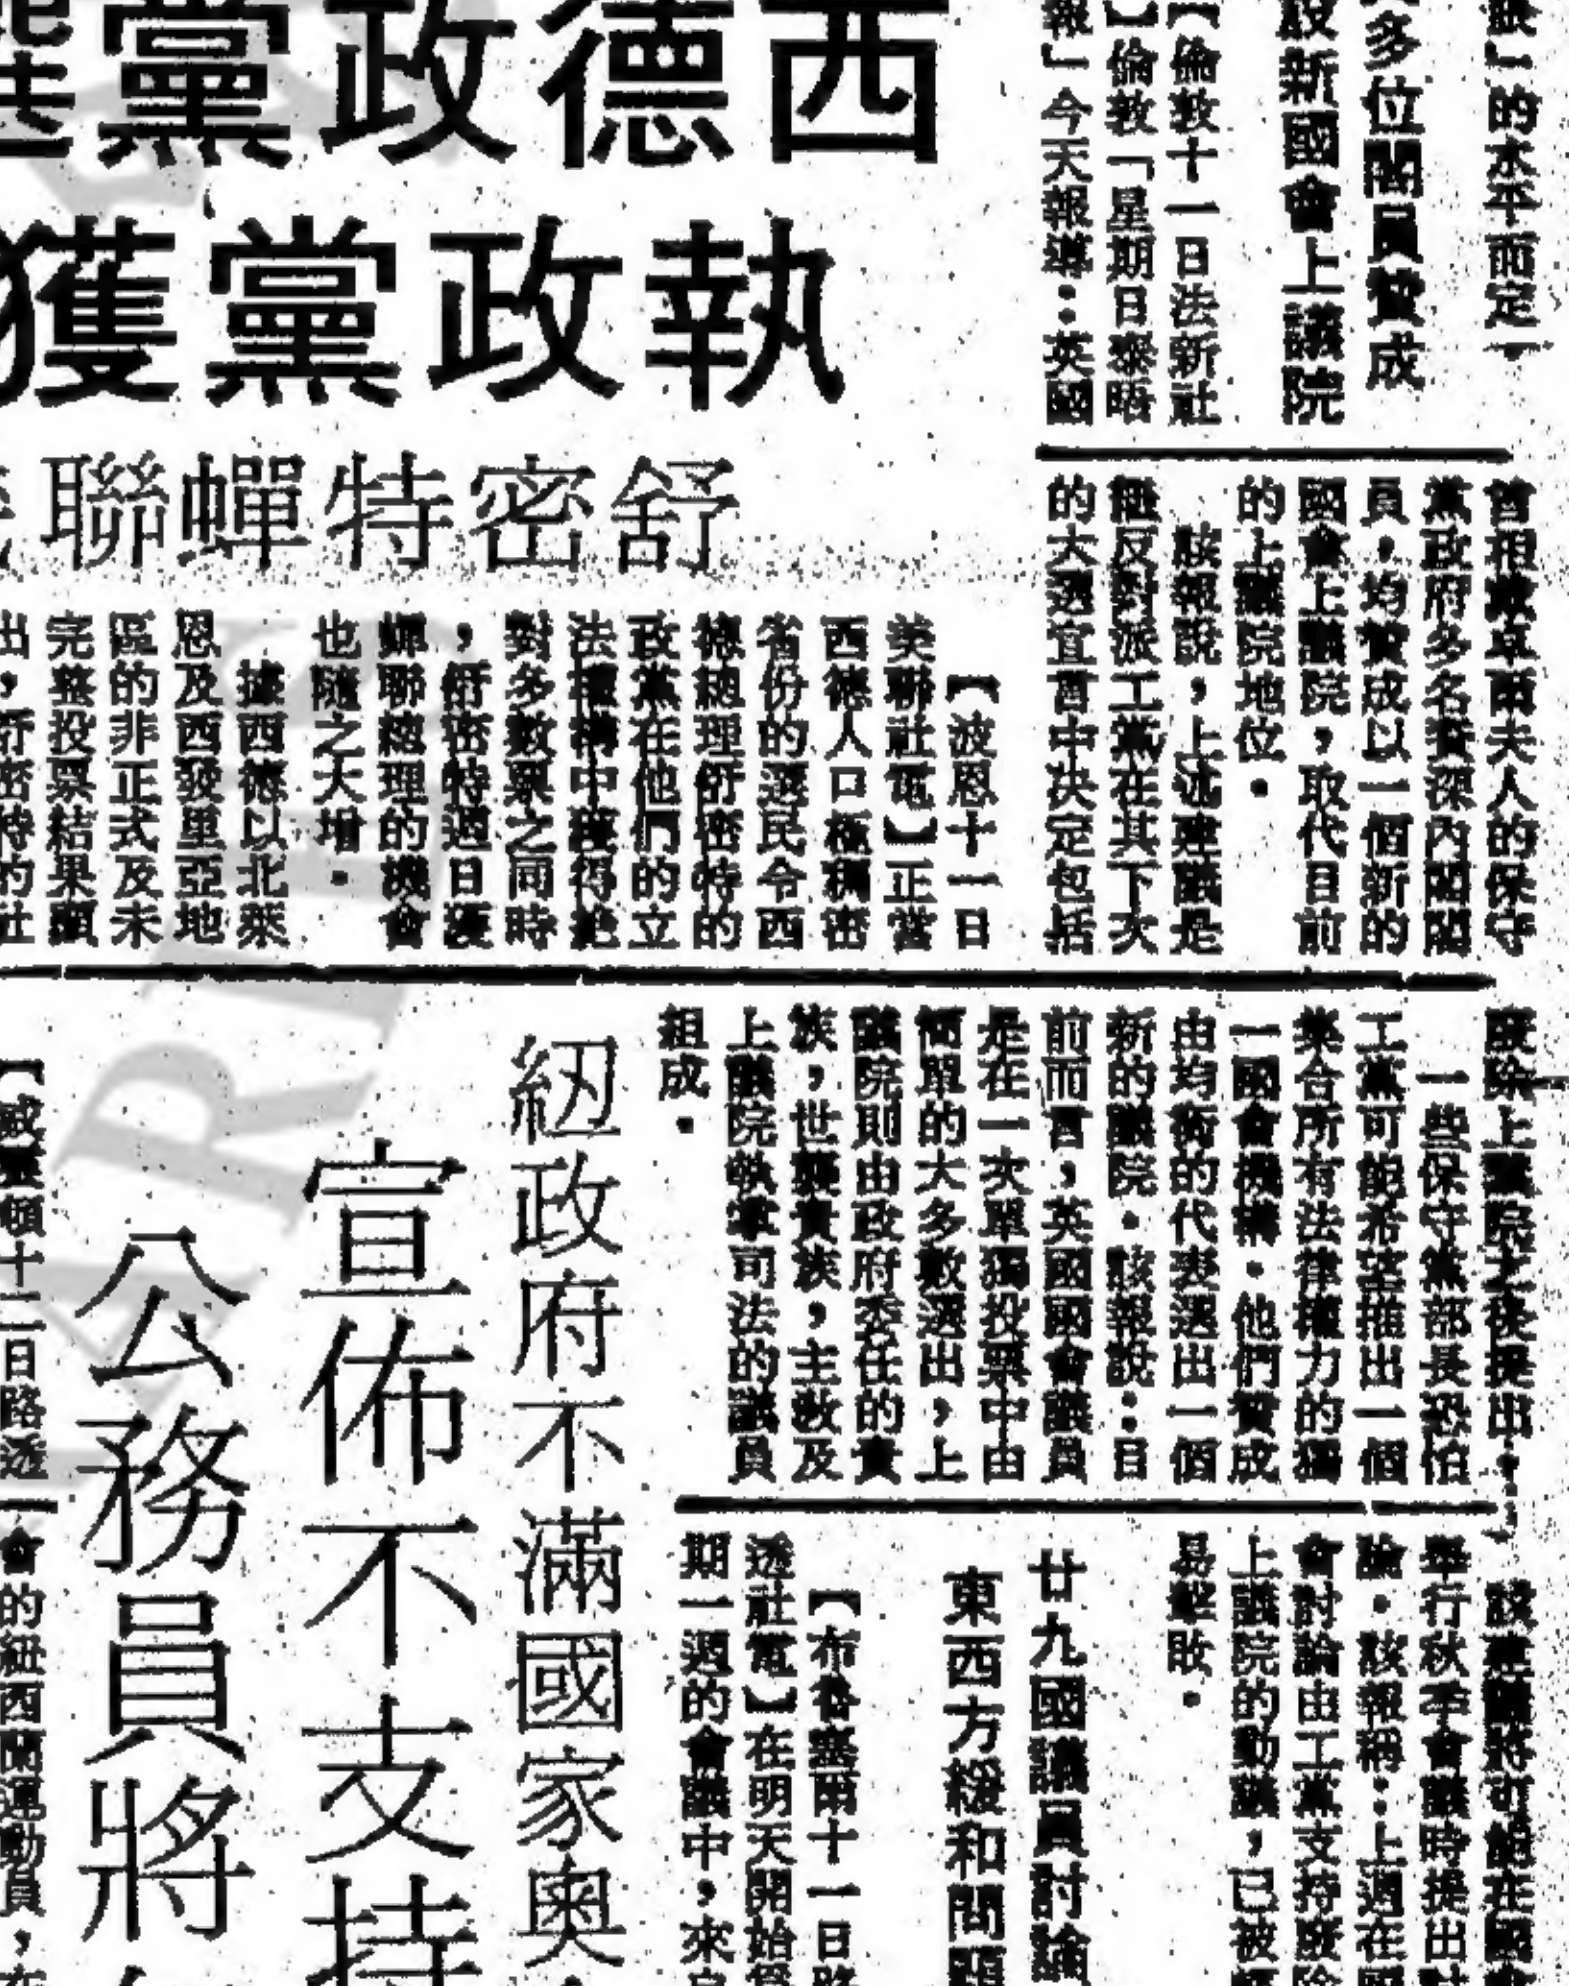 談」的水平而定。
多位閣員贊成
設新國會上議院
【倫敦十一日法新社
】倫敦「星期日泰晤
報」今天報導：英國
首相戴卓爾夫人的保守
黨政府多名資深內閣閣
員，均贊成以一個新的
國會上議院，取代目前
的上議院地位。
該報說，上述建議是
在反對派工黨在其下次
的大選宣言中決定包括
廢除上議院之後提出。
一些保守黨部長恐怕
工黨可能希望推出一個
集合所有法律權力的獨
一國會機構。他們贊成
由均衡的代表選出一個
新的議院。該報說：目
前而言，英國國會議員
是在一次單獨投票中由
簡單的大多數選出，上
議院則由政府委任的貴
族，世襲貴族，主教及
上議院執掌司法的議員
組成。
該建議將可能在國會
舉行秋季會議時提出討
論。該報稱：上週在國
會討論由工黨支持廢除
上議院的動議，已被輕
易擊敗。
西德政黨選
執政黨獲
舒密特蟬聯
【波恩十一日
美聯社電】正當
西德人口極稠密
省份的選民令西
德總理舒密特的
政黨在他們的立
法機構中獲得絕
對多數票之同時
，舒密特週日獲
蟬聯總理的機會
也隨之大增。
據西德以北萊
恩及西發里亞地
區的非正式及未
完整投票結果顯
出，舒密特的社
廿九國議員討論
東西方緩和問題
【布魯塞爾十一日路
透社電】在明天開始為
期一週的會議中，來自
紐政府不滿國家奧
宣佈不支持
公務員將
【威靈頓十二日路透
會的紐西蘭運動員，在